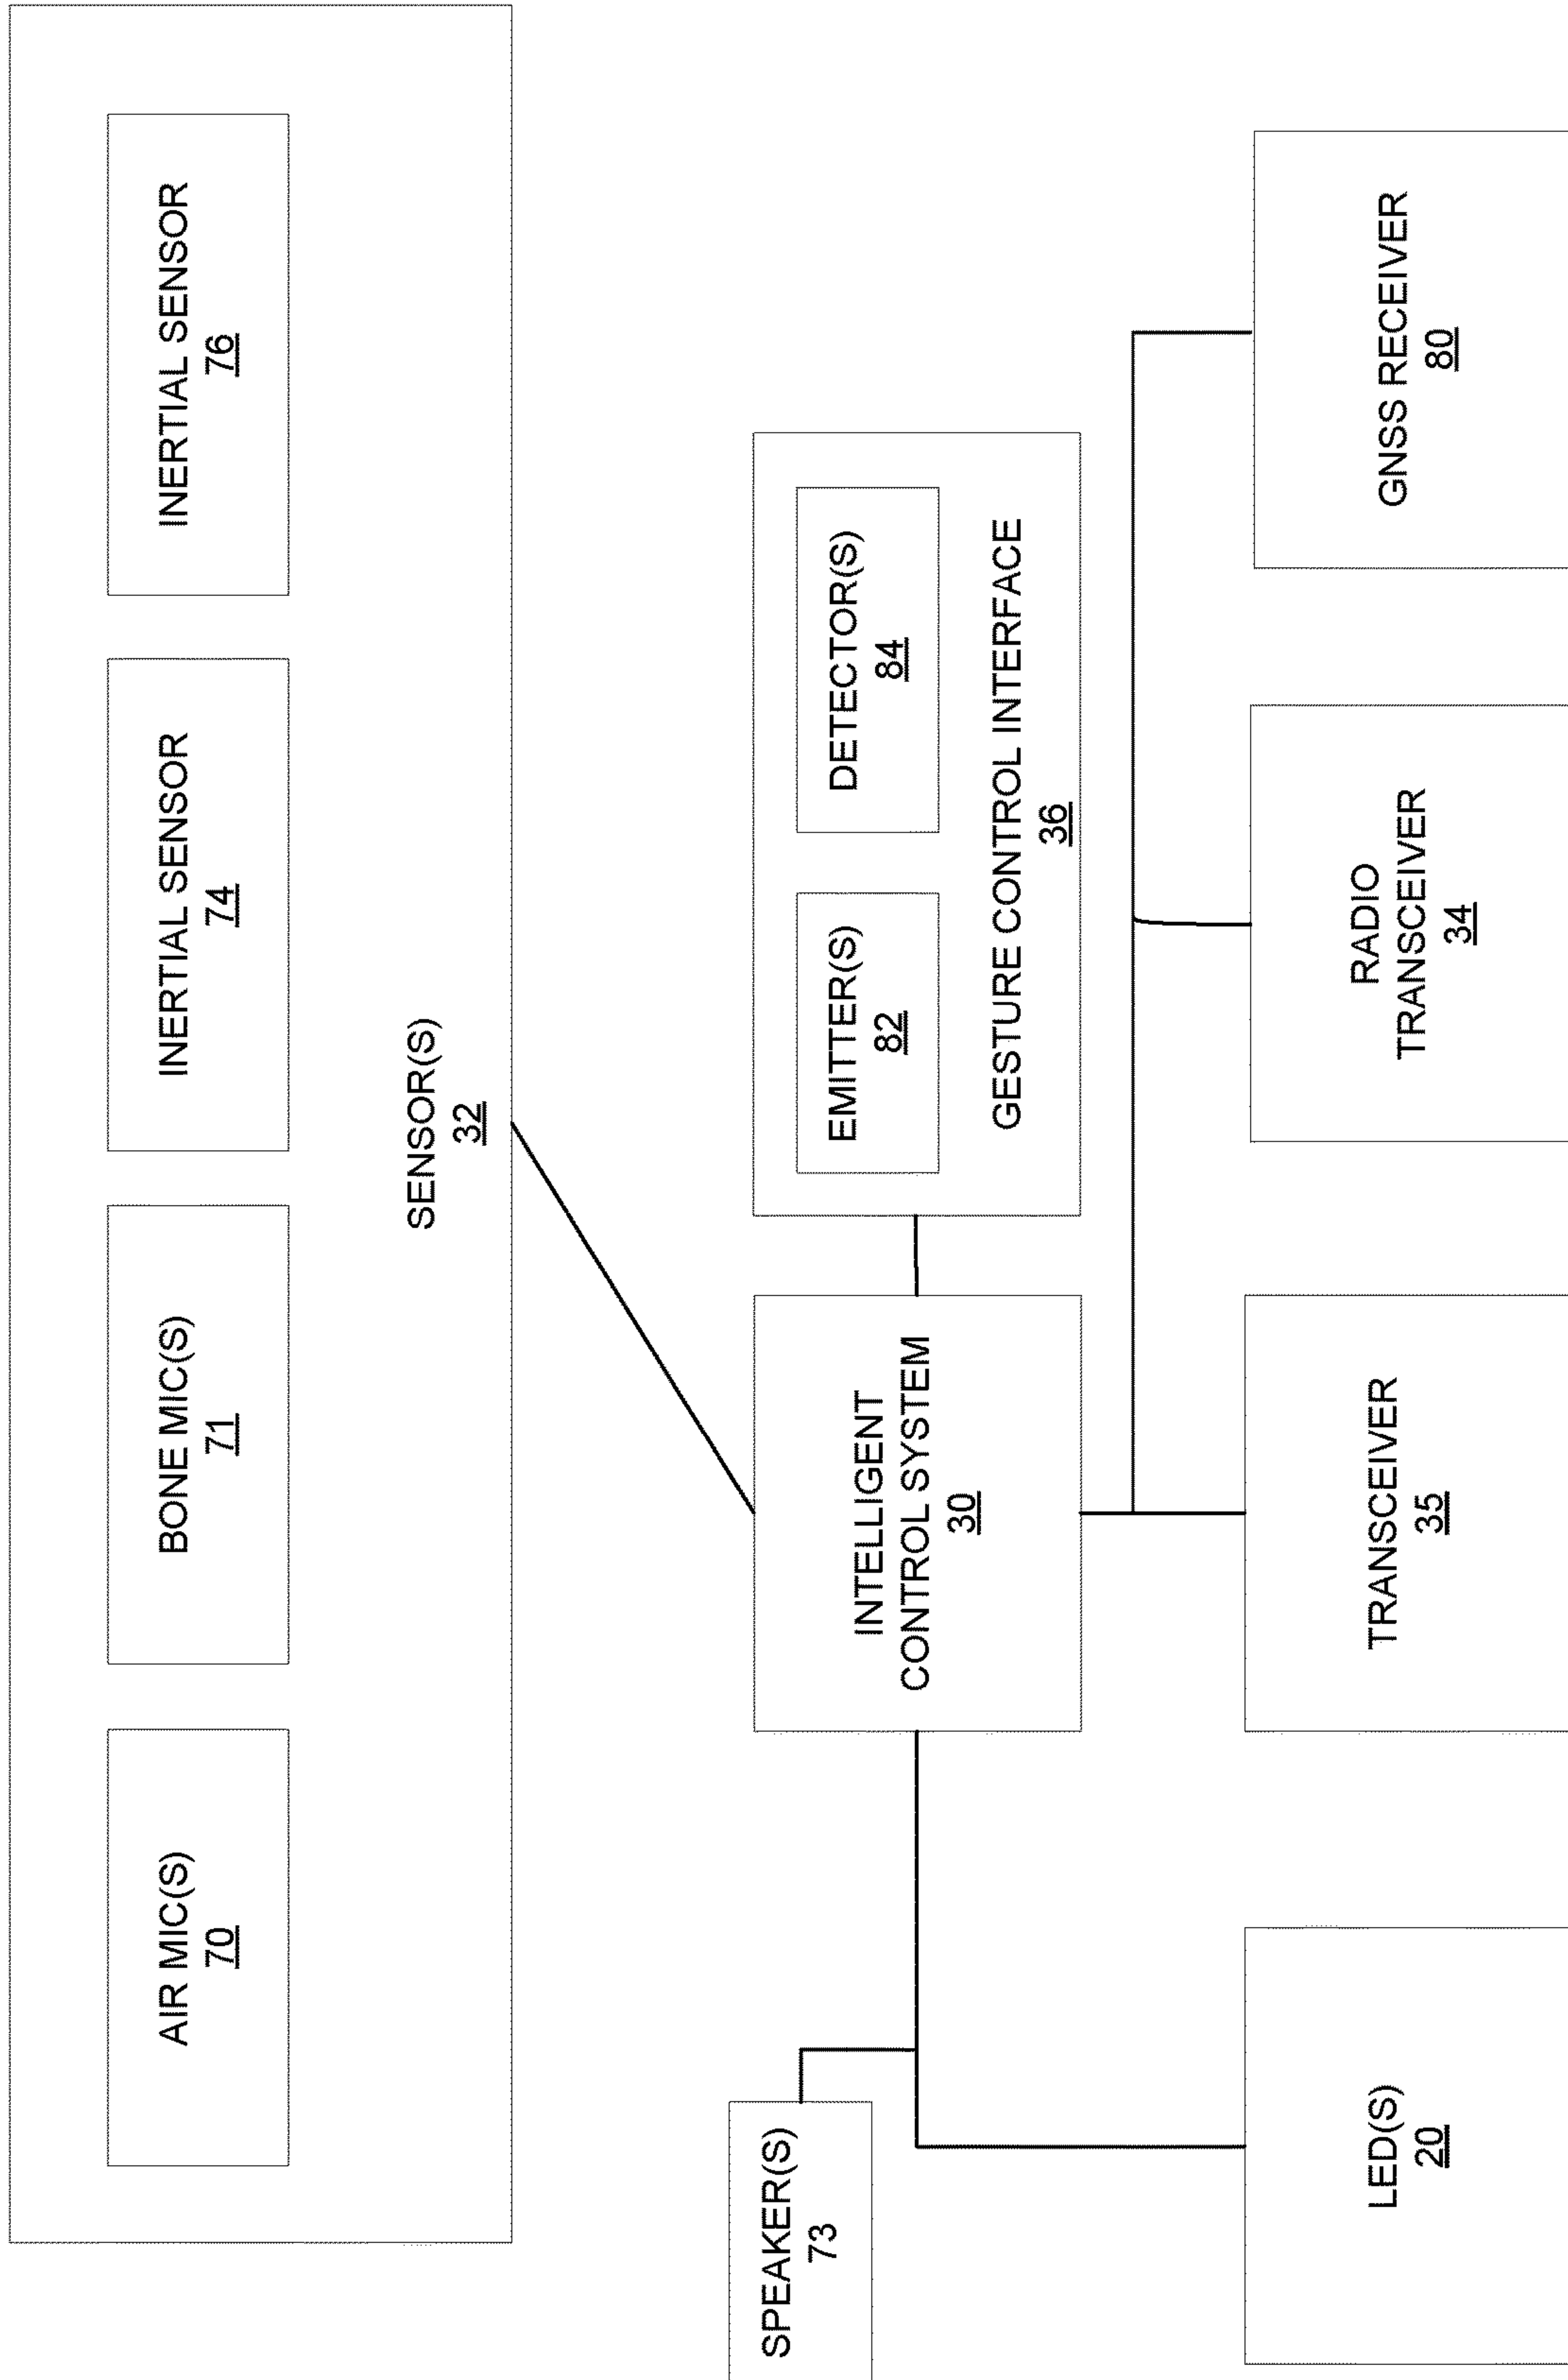 AIR MIC(S)
70
BONE MIC(S)
71
INERTIAL SENSOR
74
INERTIAL SENSOR
76
SENSOR(S)
32
SPEAKER(S)
73
INTELLIGENT
CONTROL SYSTEM
30
EMITTER(S)
82
DETECTOR(S)
84
GESTURE CONTROL INTERFACE
36
LED(S)
20
TRANSCEIVER
35
RADIO
TRANSCEIVER
34
GNSS RECEIVER
80